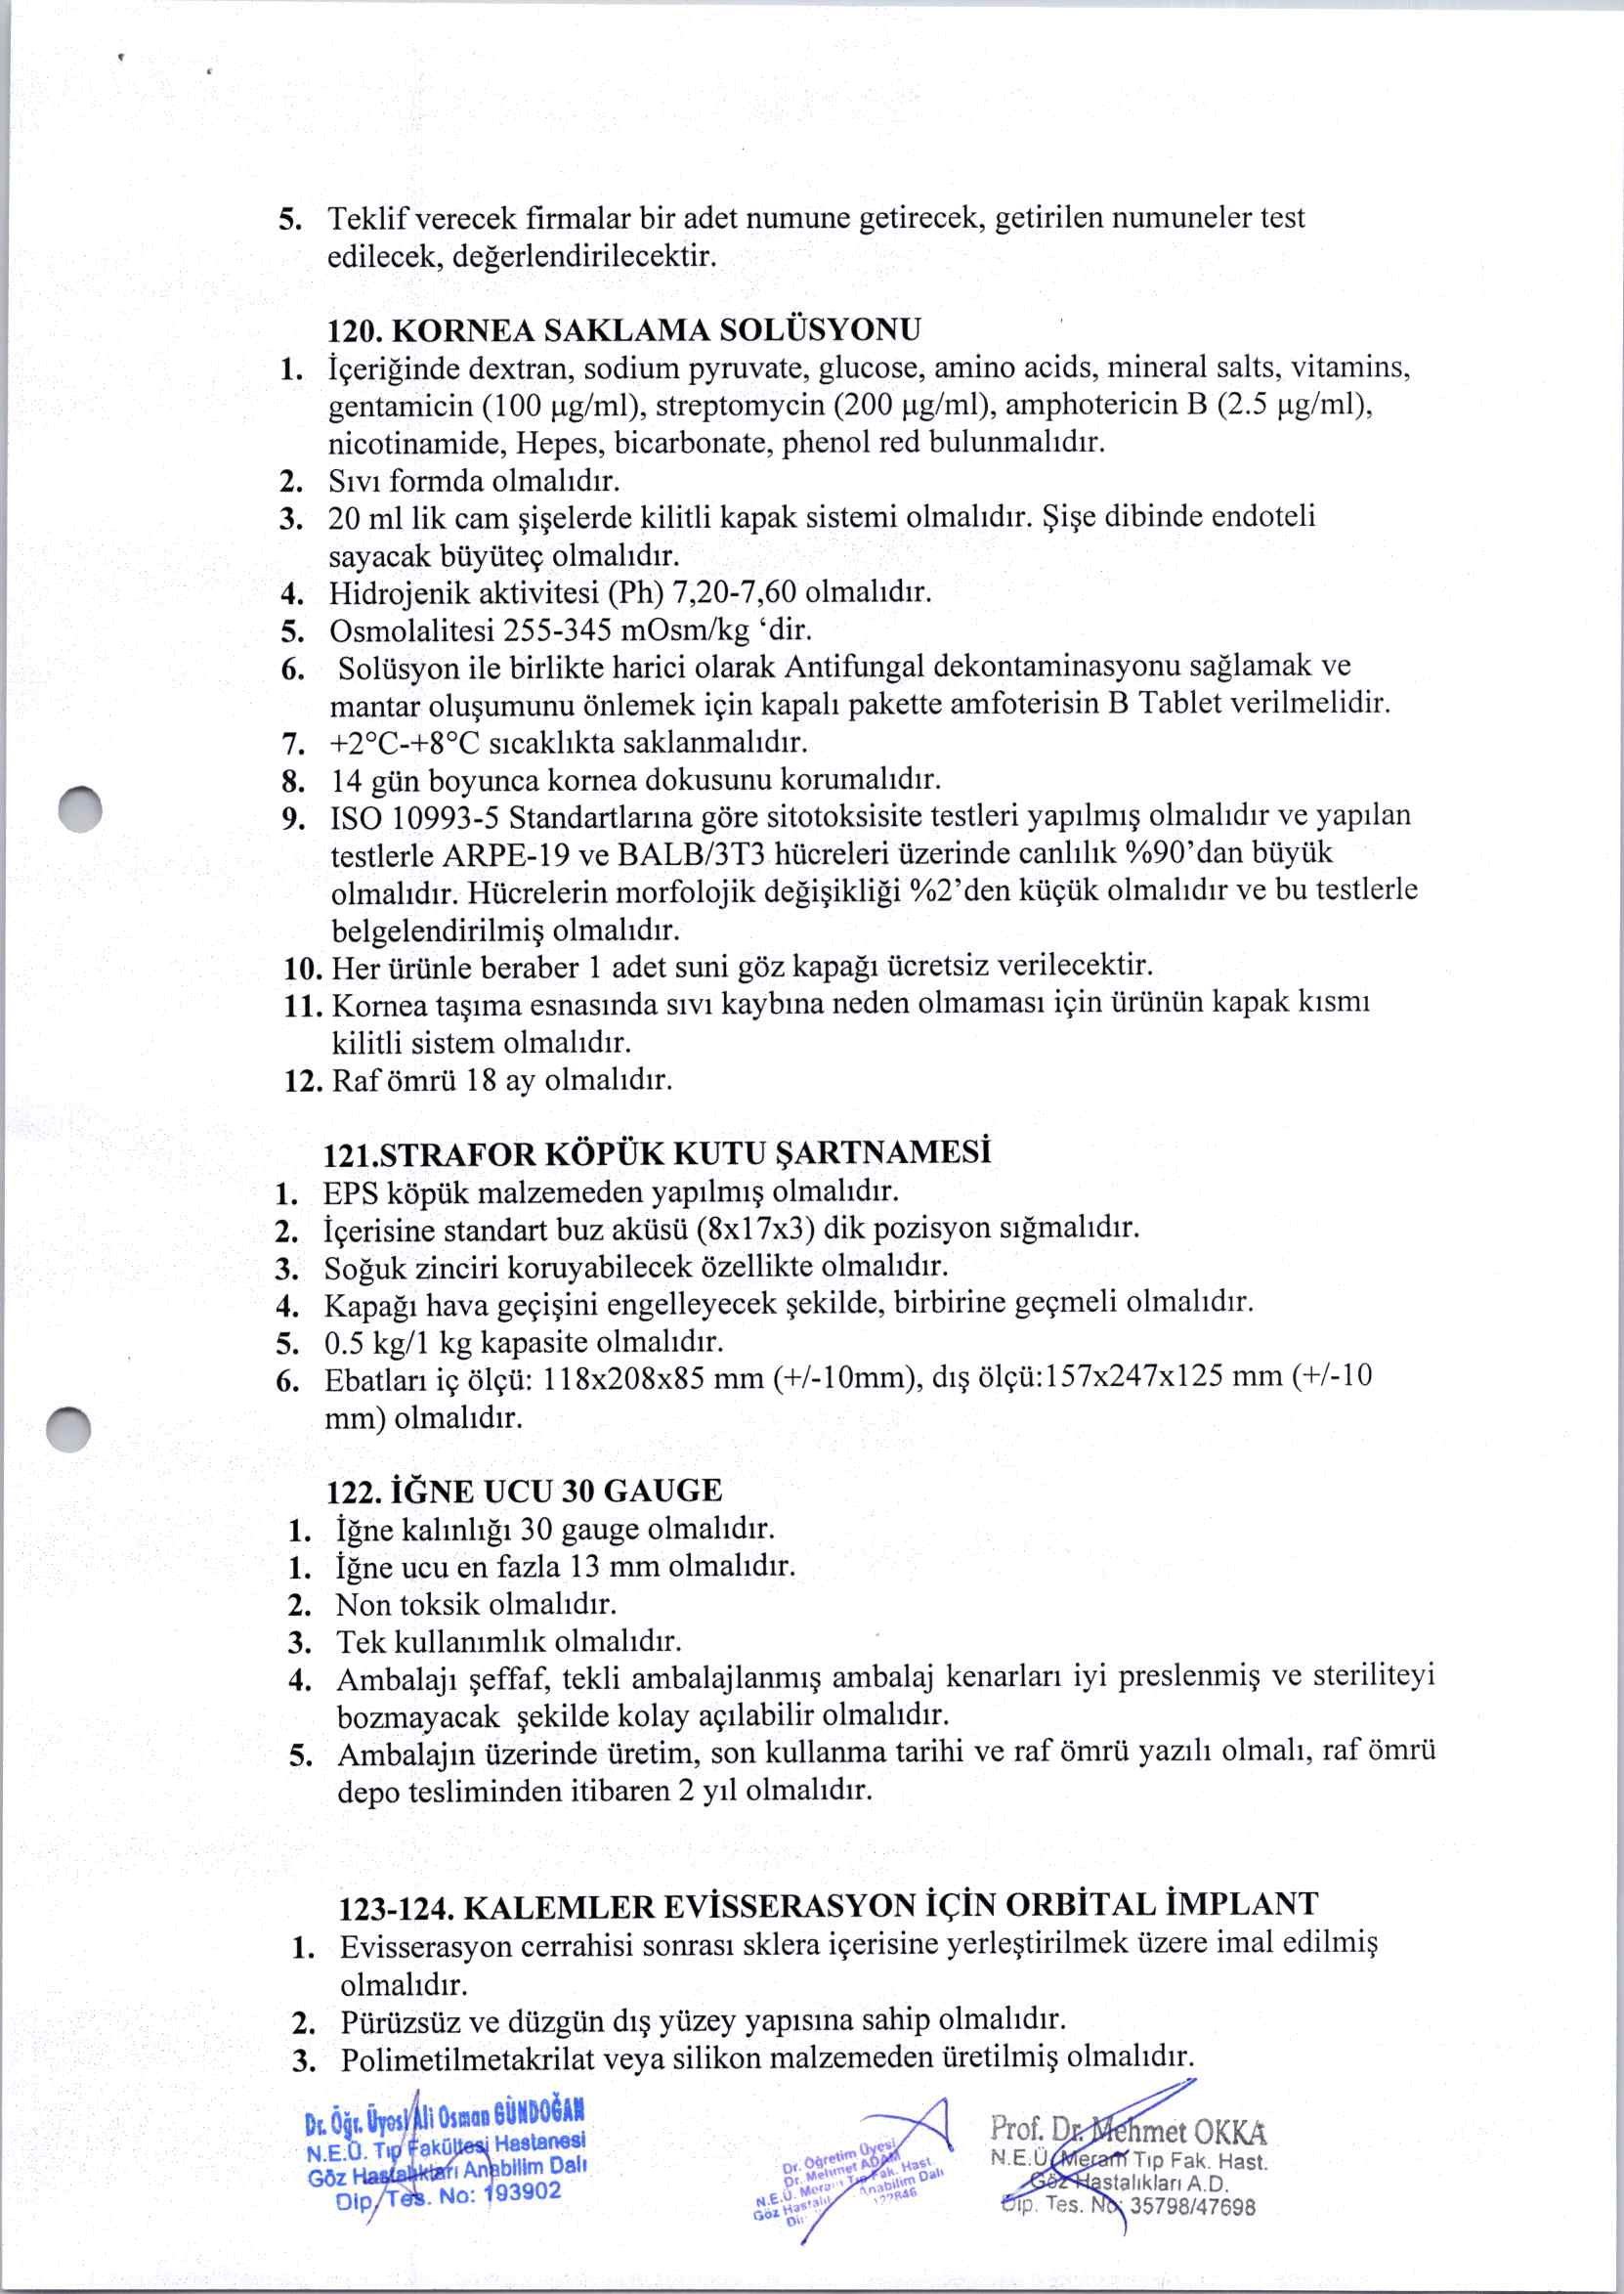 5. Teklif verecek firmalar bir adet numune getirecek, getirilen numuneler test
edilecek, değerlendirilecektir.
120. KORNEA SAKLAMA SOLÜSYONU
1. İçeriğinde dextran, sodium pyruvate, glucose, amino acids, mineral salts, vitamins,
gentamicin (100 µg/ml), streptomycin (200 µg/ml), amphotericin B (2.5 µg/ml),
nicotinamide, Hepes, bicarbonate, phenol red bulunmalıdır.
2. Sıvı formda olmalıdır.
3. 20 ml lik cam şişelerde kilitli kapak sistemi olmalıdır. Şişe dibinde endoteli
sayacak büyüteç olmalıdır.
4. Hidrojenik aktivitesi (Ph) 7,20-7,60 olmalıdır.
5. Osmolalitesi 255-345 mOsm/kg ‘dir.
6. Solüsyon ile birlikte harici olarak Antifungal dekontaminasyonu sağlamak ve
mantar oluşumunu önlemek için kapalı pakette amfoterisin B Tablet verilmelidir.
7. +2°C-+8°C sıcaklıkta saklanmalıdır.
8. 14 gün boyunca kornea dokusunu korumalıdır.
9. ISO 10993-5 Standartlarına göre sitotoksisite testleri yapılmış olmalıdır ve yapılan
testlerle ARPE-19 ve BALB/3T3 hücreleri üzerinde canlılık %90’dan büyük
olmalıdır. Hücrelerin morfolojik değişikliği %2’den küçük olmalıdır ve bu testlerle
belgelendirilmiş olmalıdır.
10. Her ürünle beraber 1 adet suni göz kapağı ücretsiz verilecektir.
11. Kornea taşıma esnasında sıvı kaybına neden olmaması için ürünün kapak kısmı
kilitli sistem olmalıdır.
12. Raf ömrü 18 ay olmalıdır.
121.STRAFOR KÖPÜK KUTU ŞARTNAMESİ
1. EPS köpük malzemeden yapılmış olmalıdır.
2. İçerisine standart buz aküsü (8x17x3) dik pozisyon sığmalıdır.
3. Soğuk zinciri koruyabilecek özellikte olmalıdır.
4. Kapağı hava geçişini engelleyecek şekilde, birbirine geçmeli olmalıdır.
5. 0.5 kg/1 kg kapasite olmalıdır.
6. Ebatları iç ölçü: 118x208x85 mm (+/-10mm), dış ölçü:157x247x125 mm (+/-10
mm) olmalıdır.
122. İĞNE UCU 30 GAUGE
1. İğne kalınlığı 30 gauge olmalıdır.
1. İğne ucu en fazla 13 mm olmalıdır.
2. Non toksik olmalıdır.
3. Tek kullanımlık olmalıdır.
4. Ambalajı şeffaf, tekli ambalajlanmış ambalaj kenarları iyi preslenmiş ve steriliteyi
bozmayacak şekilde kolay açılabilir olmalıdır.
5. Ambalajın üzerinde üretim, son kullanma tarihi ve raf ömrü yazılı olmalı, raf ömrü
depo tesliminden itibaren 2 yıl olmalıdır.
123-124. KALEMLER EVİSSERASYON İÇİN ORBİTAL İMPLANT
1. Evisserasyon cerrahisi sonrası sklera içerisine yerleştirilmek üzere imal edilmiş
olmalıdır.
2. Pürüzsüz ve düzgün dış yüzey yapısına sahip olmalıdır.
3. Polimetilmetakrilat veya silikon malzemeden üretilmiş olmalıdır.
Dr. Öğr. Üyesi Ali Osman GÜNDOĞAN
N.E.Ü. Tıp Fakültesi Hastanesi
Göz Hastalıkları Anabilim Dalı
Dip. Tes. No: 193902
Dr. Öğretim Üyesi
Dr. Mehmet ADAM
N.E.Ü. Meram Tıp Fak. Hast.
Göz Anabilim Dalı
122846
Prof. Dr. Mehmet OKKA
N.E.Ü. Meram Tıp Fak. Hast.
Göz Hastalıkları A.D.
Dip. Tes. No: 35798/47698